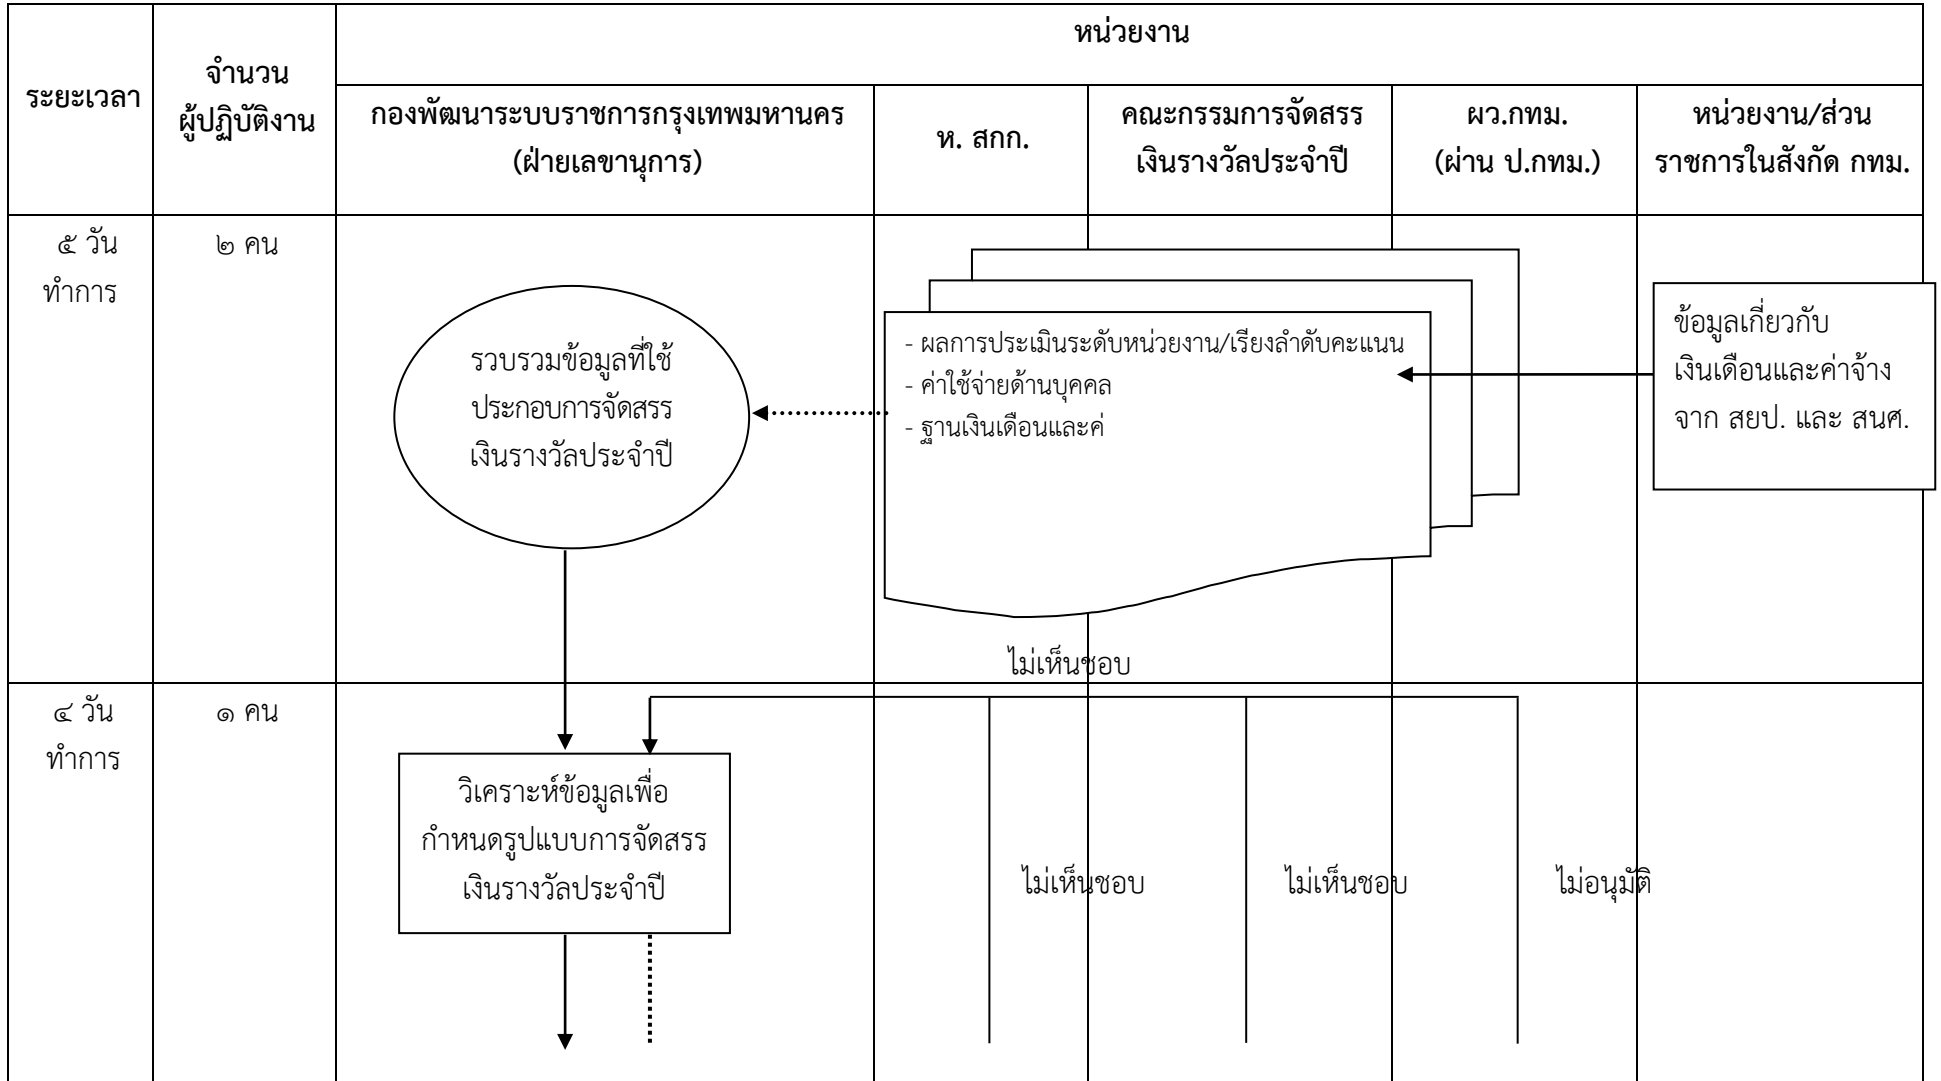 หน่วยงาน
ระยะเวลา
จำนวน
ผู้ปฏิบัติงาน
กองพัฒนาระบบราชการกรุงเทพมหานคร
(ฝ่ายเลขานุการ)
ห. สกก.
คณะกรรมการจัดสรร
เงินรางวัลประจำปี
ผว.กทม.
(ผ่าน ป.กทม.)
หน่วยงาน/ส่วน
ราชการในสังกัด กทม.
๕ วัน
ทำการ
๒ คน
รวบรวมข้อมูลที่ใช้
ประกอบการจัดสรร
เงินรางวัลประจำปี
- ผลการประเมินระดับหน่วยงาน/เรียงลำดับคะแนน
- ค่าใช้จ่ายด้านบุคคล
- ฐานเงินเดือนและค่
ข้อมูลเกี่ยวกับ
เงินเดือนและค่าจ้าง
จาก สยป. และ สนศ.
ไม่เห็นชอบ
๔ วัน
ทำการ
๑ คน
วิเคราะห์ข้อมูลเพื่อ
กำหนดรูปแบบการจัดสรร
เงินรางวัลประจำปี
ไม่เห็นชอบ
ไม่เห็นชอบ
ไม่อนุมัติ